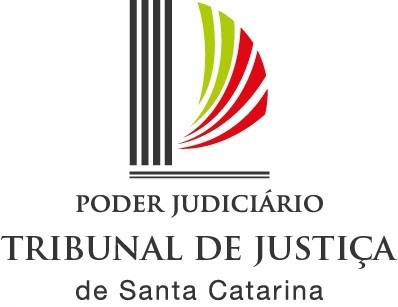 PODER JUDICIÁRIO
TRIBUNAL DE JUSTIÇA
de Santa Catarina